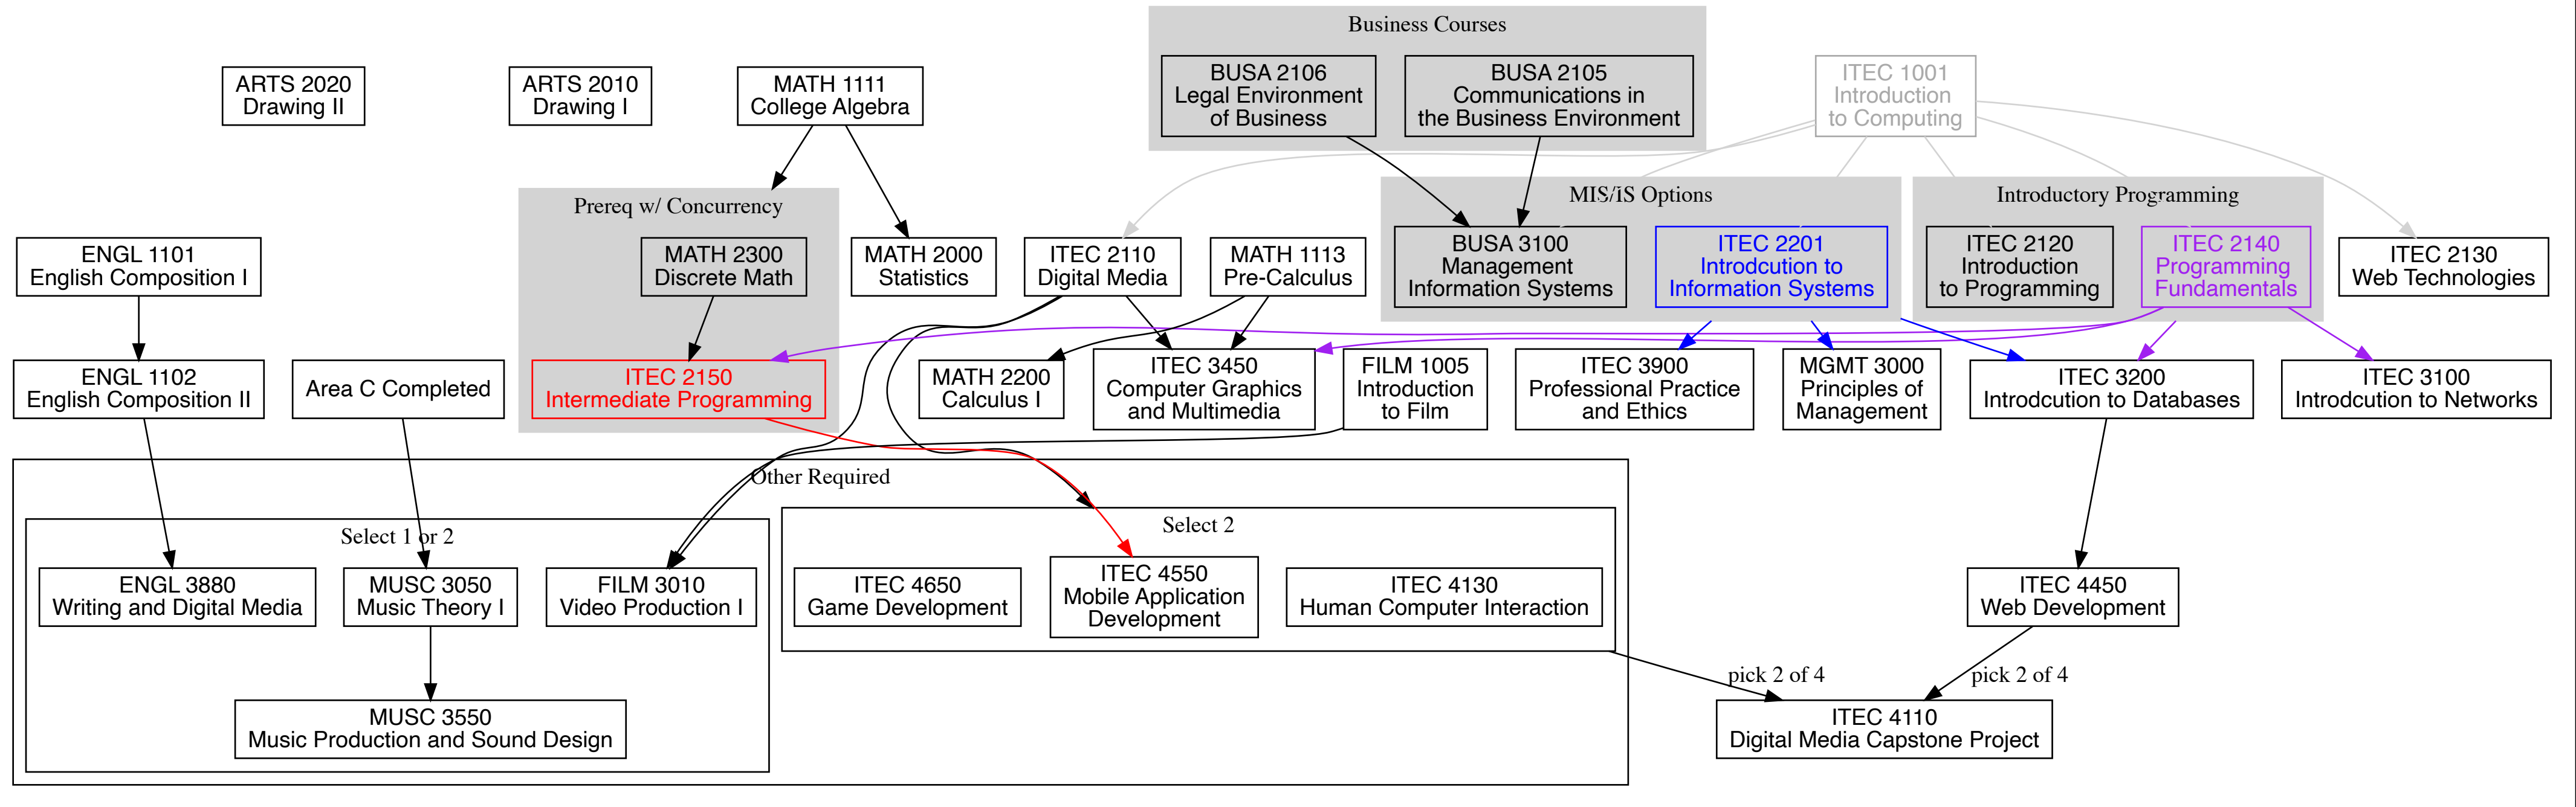 Business Courses
ARTS 2020
Drawing II
ARTS 2010
Drawing I
MATH 1111
College Algebra
BUSA 2106
Legal Environment
of Business
BUSA 2105
Communications in
the Business Environment
ITEC 1001
Introduction
to Computing
Prereq w/ Concurrency
MIS/IS Options
Introductory Programming
ENGL 1101
English Composition I
MATH 2300
Discrete Math
MATH 2000
Statistics
ITEC 2110
Digital Media
MATH 1113
Pre-Calculus
BUSA 3100
Management
Information Systems
ITEC 2201
Introdcution to
Information Systems
ITEC 2120
Introduction
to Programming
ITEC 2140
Programming
Fundamentals
ITEC 2130
Web Technologies
ENGL 1102
English Composition II
Area C Completed
ITEC 2150
Intermediate Programming
MATH 2200
Calculus I
ITEC 3450
Computer Graphics
and Multimedia
FILM 1005
Introduction
to Film
ITEC 3900
Professional Practice
and Ethics
MGMT 3000
Principles of
Management
ITEC 3200
Introdcution to Databases
ITEC 3100
Introdcution to Networks
Other Required
Select 1 or 2
Select 2
ENGL 3880
Writing and Digital Media
MUSC 3050
Music Theory I
FILM 3010
Video Production I
ITEC 4650
Game Development
ITEC 4550
Mobile Application
Development
ITEC 4130
Human Computer Interaction
ITEC 4450
Web Development
pick 2 of 4
pick 2 of 4
MUSC 3550
Music Production and Sound Design
ITEC 4110
Digital Media Capstone Project